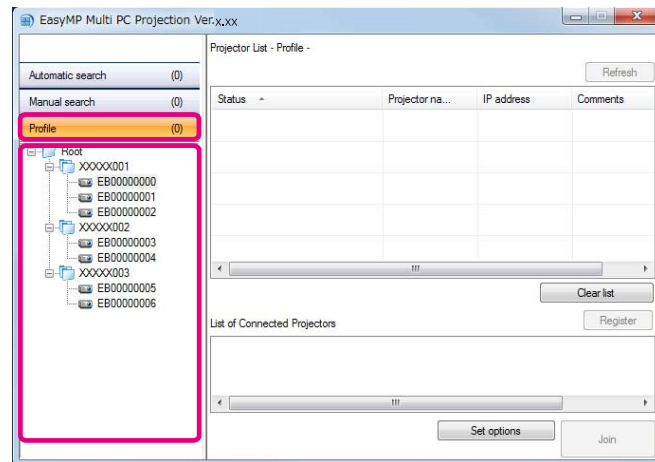 EasyMP Multi PC Projection Ver.x.xx
Projector List - Profile -
Automatic search (0)
Refresh
Manual search (0)
Status Projector na... IP address Comments
Profile (0)
Root
XXXXX001
EB00000000
EB00000001
EB00000002
XXXXX002
EB00000003
EB00000004
XXXXX003
EB00000005
EB00000006
Clear list
List of Connected Projectors
Register
Set options
Join